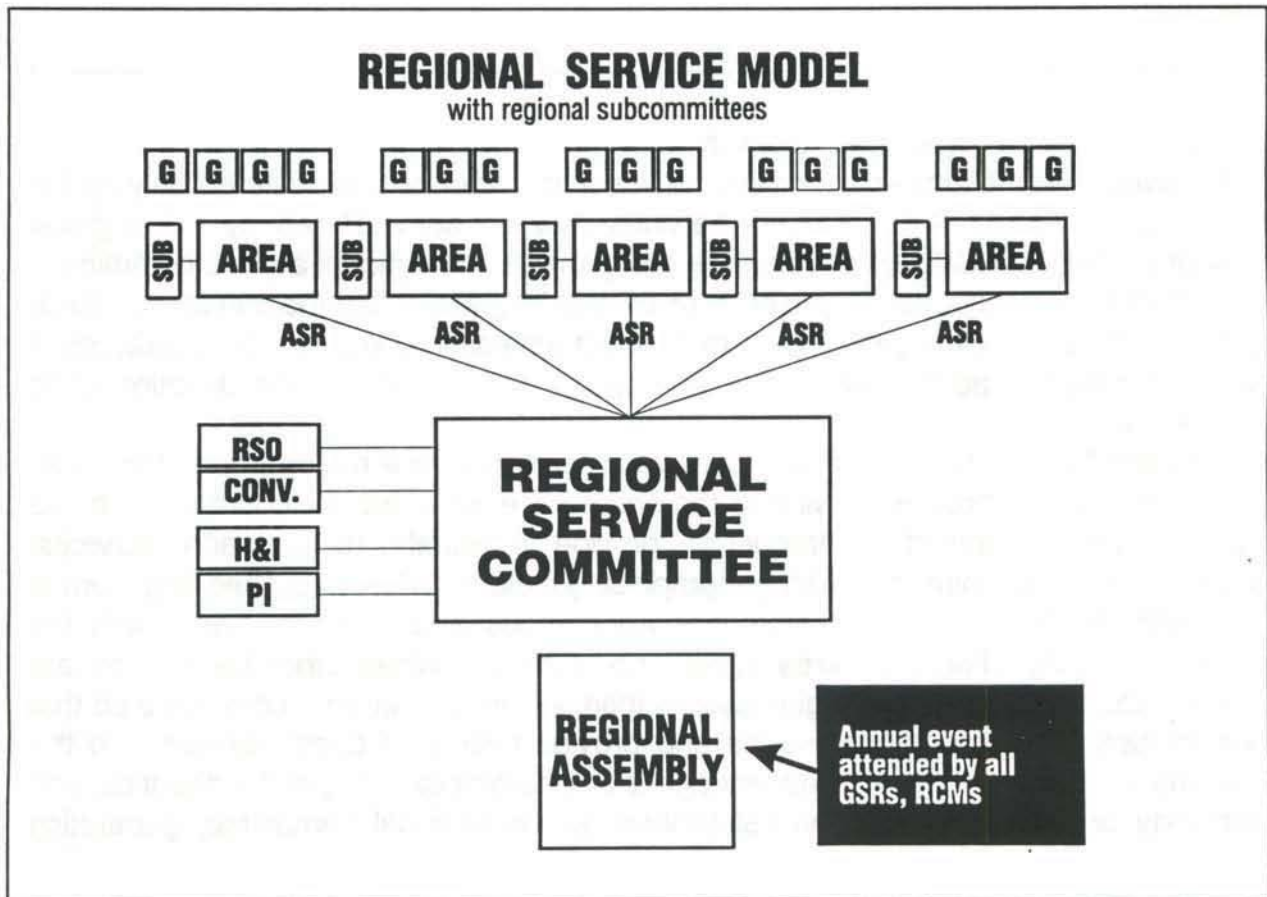 REGIONAL SERVICE MODEL
with regional subcommittees
G G G G G G G G G G G G G G G G
SUB AREA SUB AREA SUB AREA SUB AREA SUB AREA
ASR ASR ASR ASR ASR
RSO
CONV.
H&I
PI
REGIONAL
SERVICE
COMMITTEE
REGIONAL
ASSEMBLY
Annual event
attended by all
GSRs, RCMs